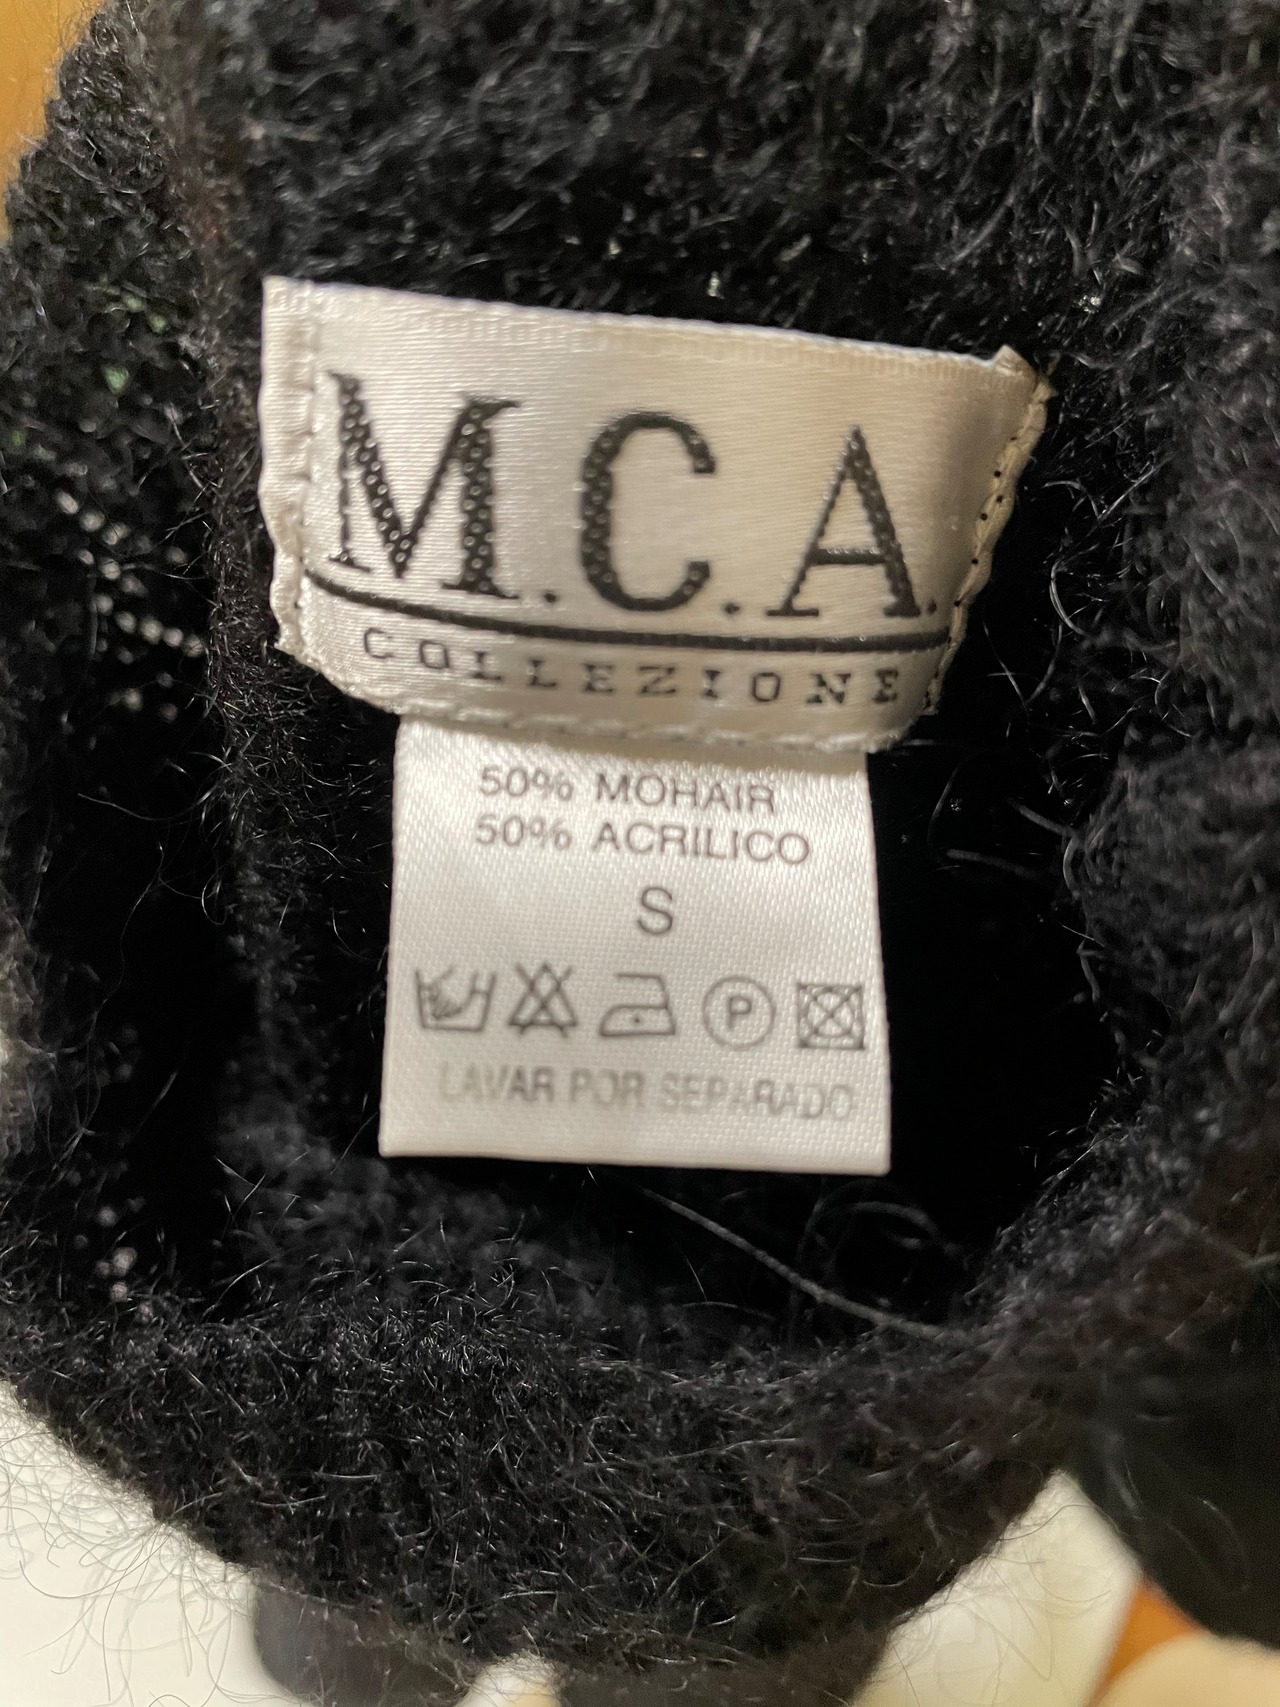 M.C.A.
COLLEZIONE
50% MOHAIR
50% ACRILICO
S
P
LAVAR POR SEPARADO